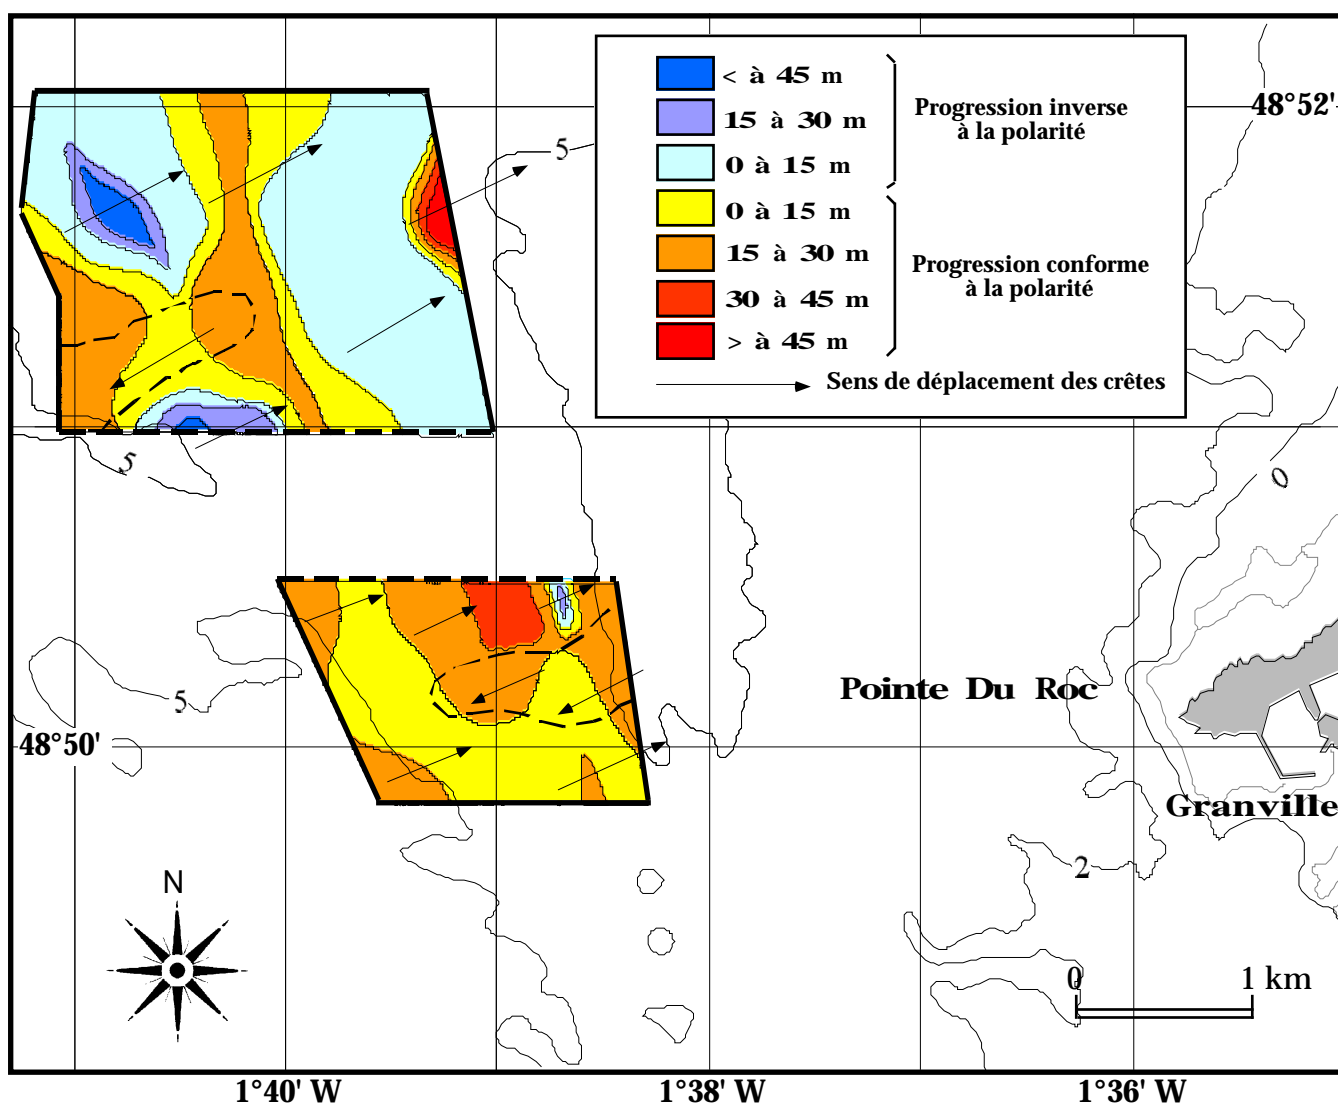 < à 45 m
15 à 30 m
0 à 15 m
0 à 15 m
15 à 30 m
30 à 45 m
> à 45 m
Progression inverse
à la polarité
Progression conforme
à la polarité
Sens de déplacement des crêtes
48°52'
5
5
0
5
48°50'
Pointe Du Roc
Granville
2
N
0 1 km
1°40' W
1°38' W
1°36' W